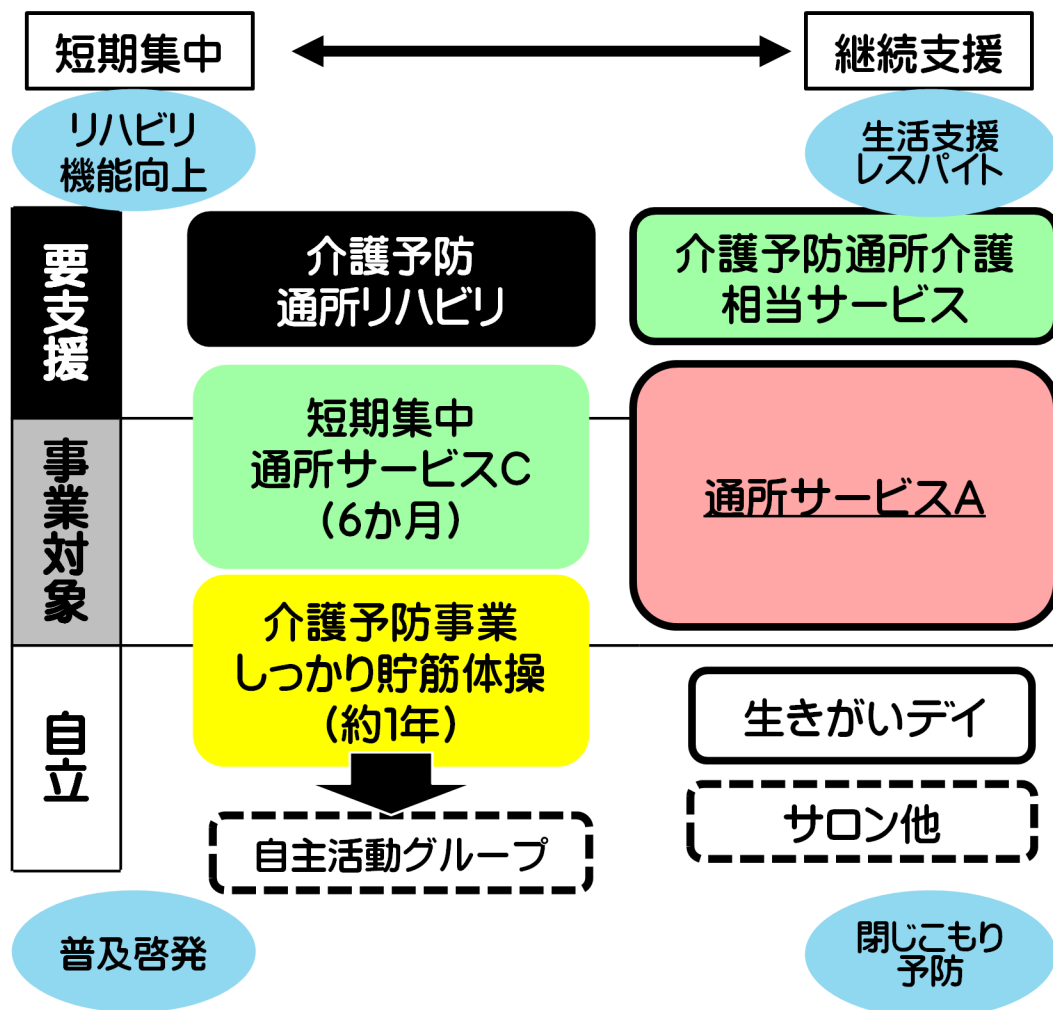 短期集中
継続支援
リハビリ
機能向上
生活支援
レスパイト
要支援
介護予防
通所リハビリ
介護予防通所介護
相当サービス
事業対象
短期集中
通所サービスC
(6か月)
通所サービスA
介護予防事業
しっかり貯筋体操
(約1年)
自立
生きがいデイ
サロン他
自主活動グループ
普及啓発
閉じこもり
予防